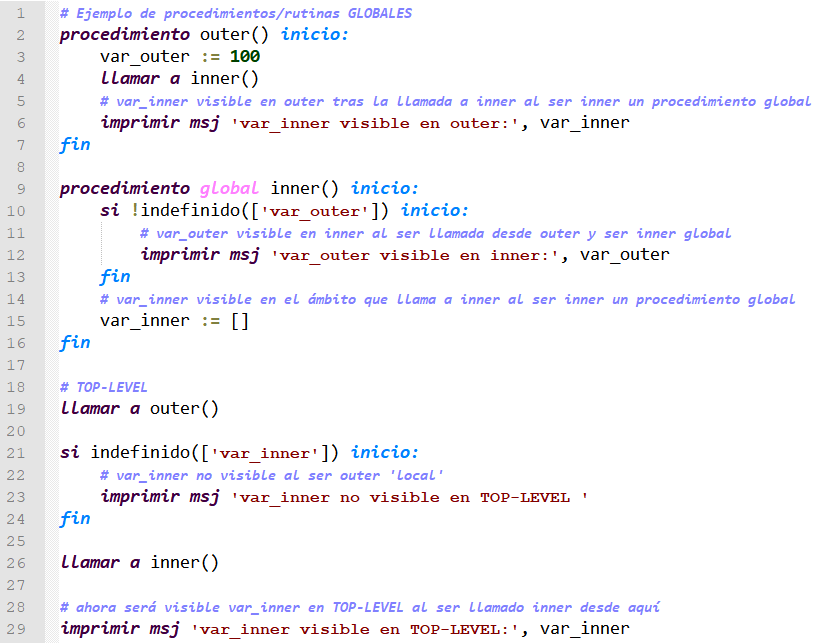 1 # Ejemplo de procedimientos/rutinas GLOBALES
2 procedimiento outer() inicio:
3     var_outer := 100
4     llamar a inner()
5     # var_inner visible en outer tras la llamada a inner al ser inner un procedimiento global
6     imprimir msj 'var_inner visible en outer:', var_inner
7 fin
8
9 procedimiento global inner() inicio:
10     si !indefinido(['var_outer']) inicio:
11         # var_outer visible en inner al ser llamada desde outer y ser inner global
12         imprimir msj 'var_outer visible en inner:', var_outer
13     fin
14     # var_inner visible en el ámbito que llama a inner al ser inner un procedimiento global
15     var_inner := []
16 fin
17
18 # TOP-LEVEL
19 llamar a outer()
20
21 si indefinido(['var_inner']) inicio:
22     # var_inner no visible al ser outer 'local'
23     imprimir msj 'var_inner no visible en TOP-LEVEL '
24 fin
25
26 llamar a inner()
27
28 # ahora será visible var_inner en TOP-LEVEL al ser llamado inner desde aquí
29 imprimir msj 'var_inner visible en TOP-LEVEL:', var_inner